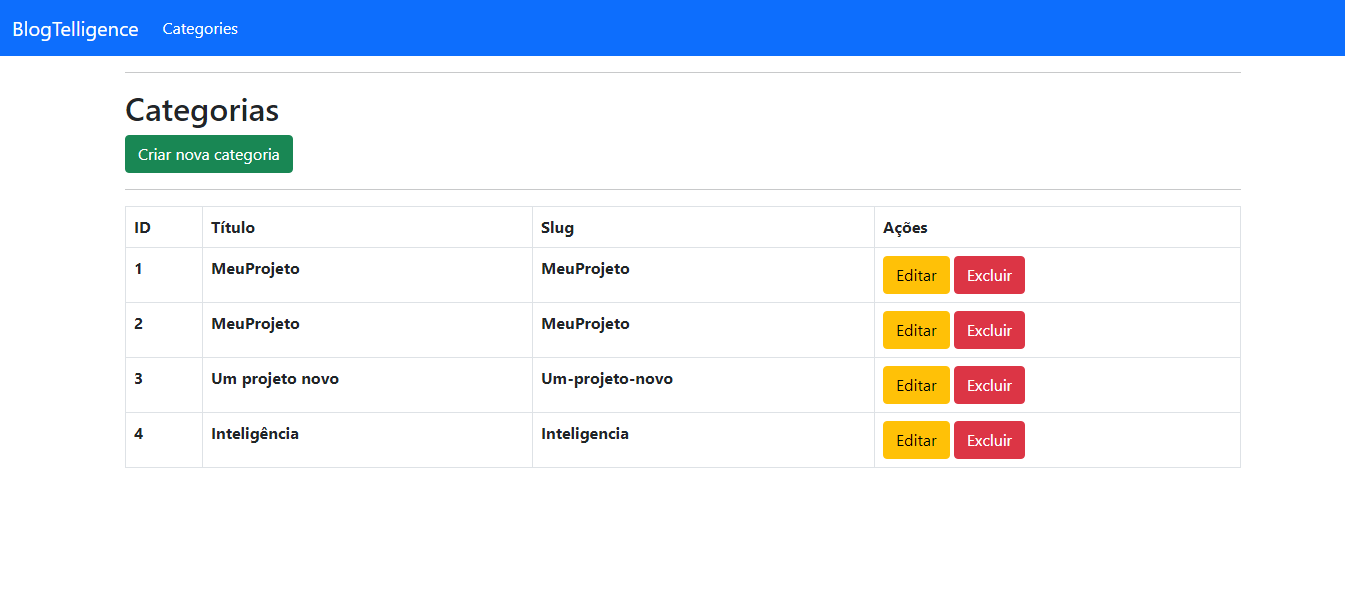 BlogTelligence Categories
Categorias
Criar nova categoria
ID Título Slug Ações
1 MeuProjeto MeuProjeto Editar Excluir
2 MeuProjeto MeuProjeto Editar Excluir
3 Um projeto novo Um-projeto-novo Editar Excluir
4 Inteligência Inteligencia Editar Excluir